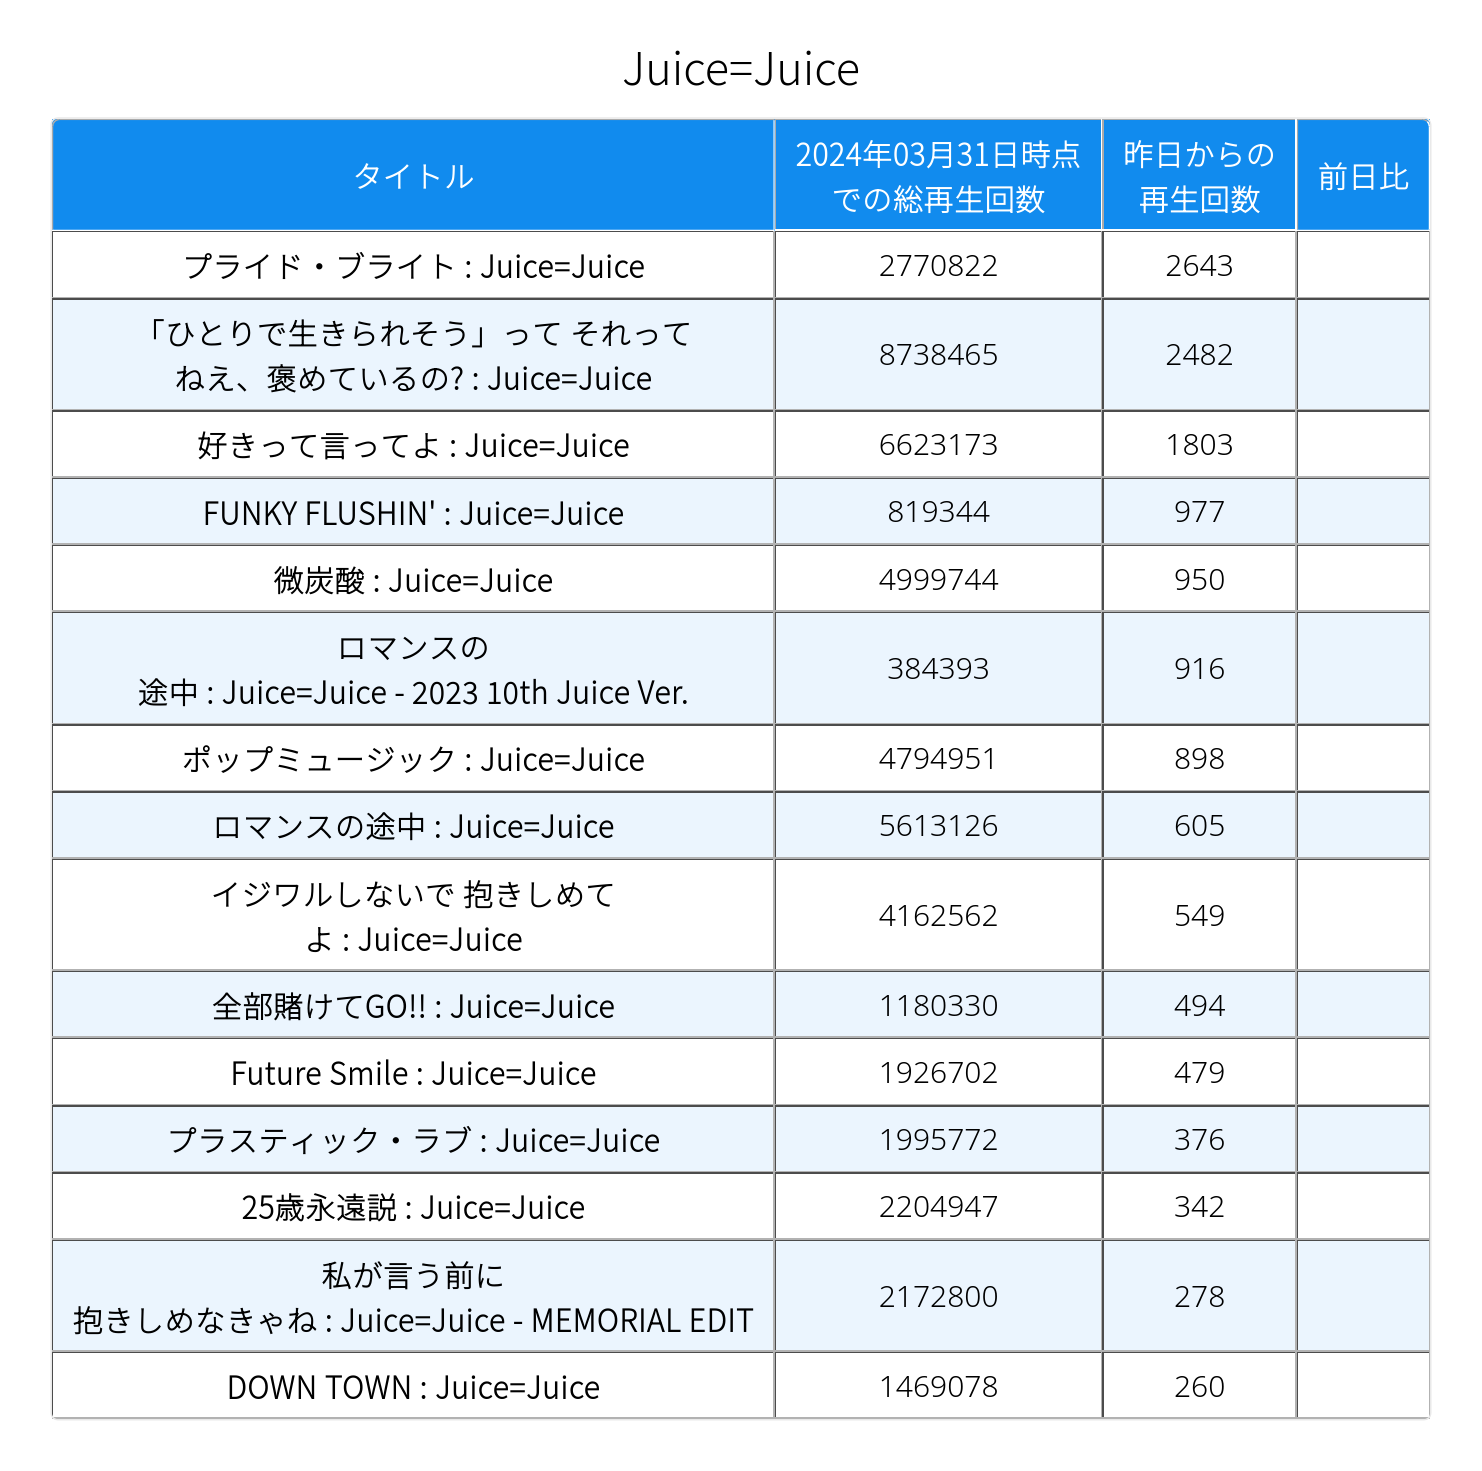 Juice=Juice
タイトル
2024年03月31日時点
での総再生回数
昨日からの
再生回数
前日比
プライド・ブライト : Juice=Juice
2770822
2643
「ひとりで生きられそう」って それって
ねえ、褒めているの? : Juice=Juice
8738465
2482
好きって言ってよ : Juice=Juice
6623173
1803
FUNKY FLUSHIN' : Juice=Juice
819344
977
微炭酸 : Juice=Juice
4999744
950
ロマンスの
途中 : Juice=Juice - 2023 10th Juice Ver.
384393
916
ポップミュージック : Juice=Juice
4794951
898
ロマンスの途中 : Juice=Juice
5613126
605
イジワルしないで 抱きしめて
よ : Juice=Juice
4162562
549
全部賭けてGO!! : Juice=Juice
1180330
494
Future Smile : Juice=Juice
1926702
479
プラスティック・ラブ : Juice=Juice
1995772
376
25歳永遠説 : Juice=Juice
2204947
342
私が言う前に
抱きしめなきゃね : Juice=Juice - MEMORIAL EDIT
2172800
278
DOWN TOWN : Juice=Juice
1469078
260